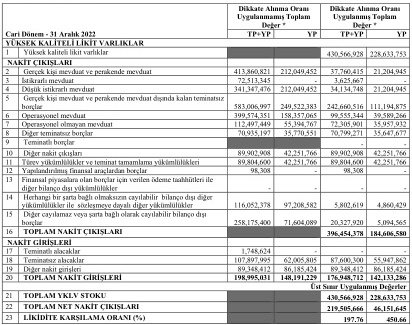 Dikkate Alınma Oranı Uygulanmamış Toplam Değer * Dikkate Alınma Oranı Uygulanmış Toplam Değer *
Cari Dönem - 31 Aralık 2022 TP+YP YP TP+YP YP
YÜKSEK KALİTELİ LİKİT VARLIKLAR
1 Yüksek kaliteli likit varlıklar 430,566,928 228,633,753
NAKİT ÇIKIŞLARI
2 Gerçek kişi mevduat ve perakende mevduat 413,860,821 212,049,452 37,760,415 21,204,945
3 İstikrarlı mevduat 72,513,345 - 3,625,667 -
4 Düşük istikrarlı mevduat 341,347,476 212,049,452 34,134,748 21,204,945
5 Gerçek kişi mevduat ve perakende mevduat dışında kalan teminatsız
borçlar 583,006,997 249,522,383 242,660,516 111,194,875
6 Operasyonel mevduat 399,574,351 158,357,065 99,555,344 39,589,266
7 Operasyonel olmayan mevduat 112,497,449 55,394,767 72,305,901 35,957,932
8 Diğer teminatsız borçlar 70,935,197 35,770,551 70,799,271 35,647,677
9 Teminatlı borçlar - -
10 Diğer nakit çıkışları 89,902,908 42,251,766 89,902,908 42,251,766
11 Türev yükümlülükler ve teminat tamamlama yükümlülükleri 89,804,600 42,251,766 89,804,600 42,251,766
12 Yapılandırılmış finansal araçlardan borçlar 98,308 - 98,308 -
13 Finansal piyasalara olan borçlar için verilen ödeme taahhütleri ile
diğer bilanço dışı yükümlülükler - - - -
14 Herhangi bir şarta bağlı olmaksızın cayılabilir bilanço dışı diğer
yükümlülükler ile sözleşmeye dayalı diğer yükümlülükler 116,052,378 97,208,582 5,802,619 4,860,429
15 Diğer cayılamaz veya şarta bağlı olarak cayılabilir bilanço dışı
borçlar 258,175,400 71,604,089 20,327,920 5,094,565
16 TOPLAM NAKİT ÇIKIŞLARI 396,454,378 184,606,580
NAKİT GİRİŞLERİ
17 Teminatlı alacaklar 1,748,624 - - -
18 Teminatsız alacaklar 107,897,995 62,005,805 87,600,300 55,947,862
19 Diğer nakit girişleri 89,348,412 86,185,424 89,348,412 86,185,424
20 TOPLAM NAKİT GİRİŞLERİ 198,995,031 148,191,229 176,948,712 142,133,286
Üst Sınır Uygulanmış Değerler
21 TOPLAM YKLV STOKU 430,566,928 228,633,753
22 TOPLAM NET NAKİT ÇIKIŞLARI 219,505,666 46,151,645
23 LİKİDİTE KARŞILAMA ORANI (%) 197.76 450.66